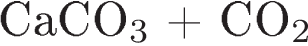 CaCO₃ + CO₂